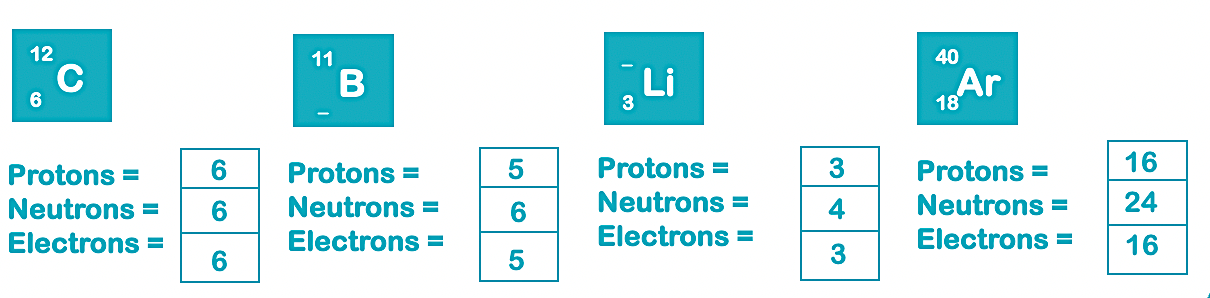 12
C
6
Protons = 6
Neutrons = 6
Electrons = 6
11
B
_
Protons = 5
Neutrons = 6
Electrons = 5
_
Li
3
Protons = 3
Neutrons = 4
Electrons = 3
40
Ar
18
Protons = 16
Neutrons = 24
Electrons = 16